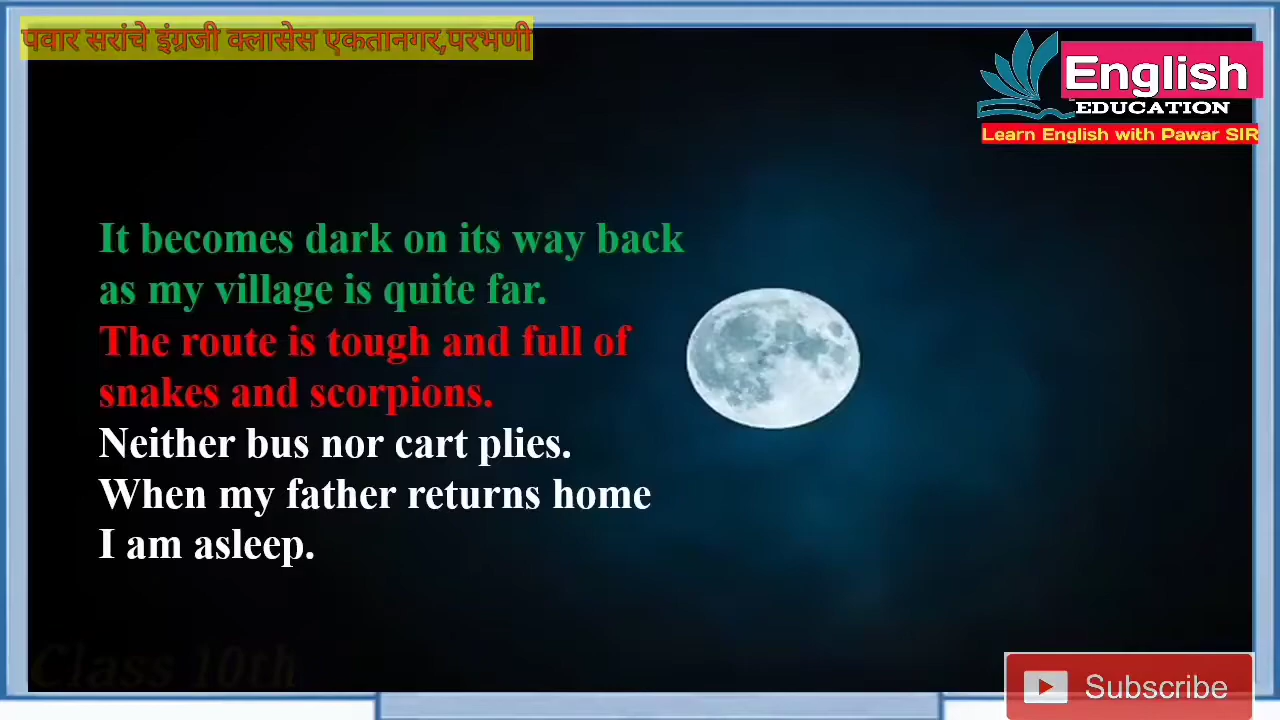 पवार सरांचे इंग्रजी क्लासेस एकतानगर,परभणी
English
EDUCATION
Learn English with Pawar SIR
It becomes dark on its way back
as my village is quite far.
The route is tough and full of
snakes and scorpions.
Neither bus nor cart plies.
When my father returns home
I am asleep.
Class 10th
Subscribe